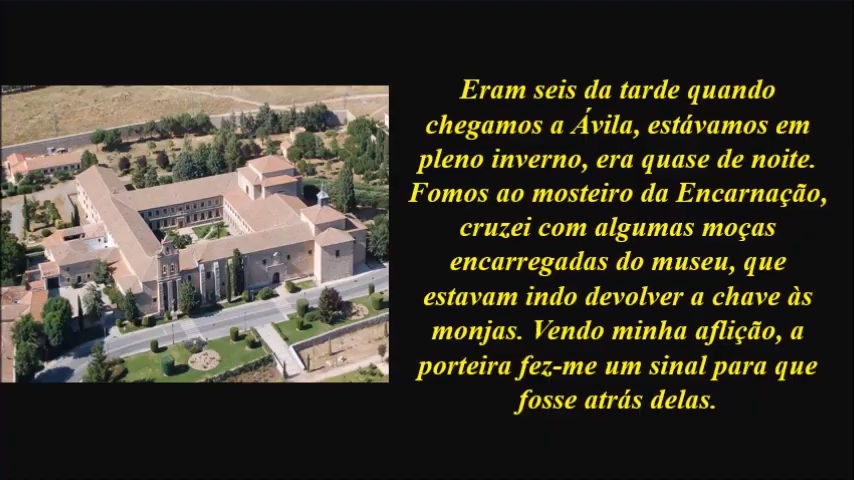 Eram seis da tarde quando
chegamos a Ávila, estávamos em
pleno inverno, era quase de noite.
Fomos ao mosteiro da Encarnação,
cruzei com algumas moças
encarregadas do museu, que
estavam indo devolver a chave às
monjas. Vendo minha aflição, a
porteira fez-me um sinal para que
fosse atrás delas.